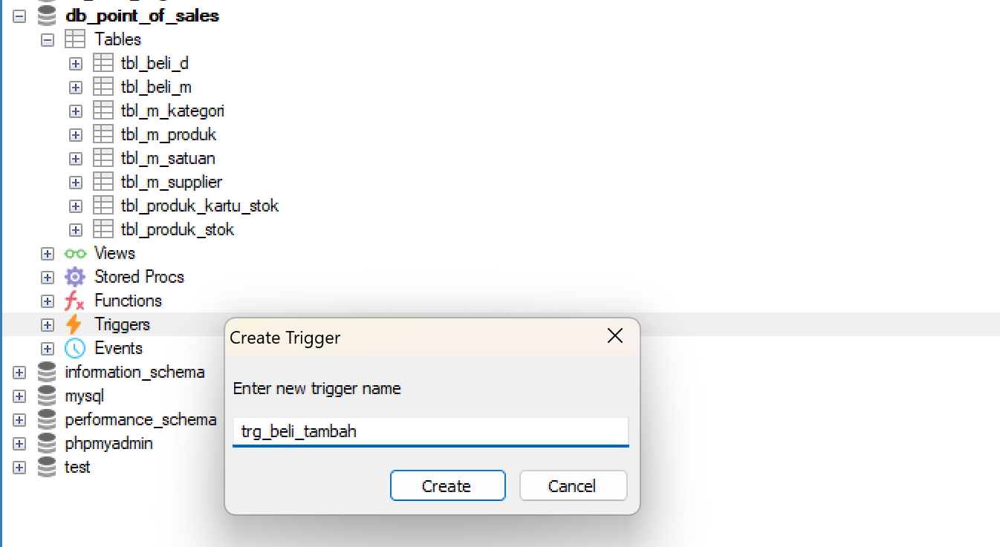 db_point_of_sales
Tables
tbl_beli_d
tbl_beli_m
tbl_m_kategori
tbl_m_produk
tbl_m_satuan
tbl_m_supplier
tbl_produk_kartu_stok
tbl_produk_stok
Views
Stored Procs
Functions
Triggers
Events
information_schema
mysql
performance_schema
phpmyadmin
test
Create Trigger
Enter new trigger name
trg_beli_tambah
Create Cancel